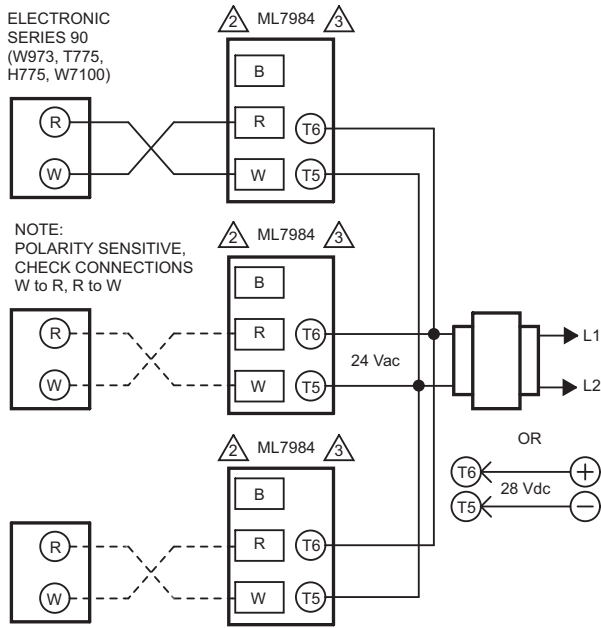 ELECTRONIC
SERIES 90
(W973, T775,
H775, W7100)
2 ML7984 3
B
R R T6
W W T5
NOTE:
POLARITY SENSITIVE,
CHECK CONNECTIONS
W to R, R to W
2 ML7984 3
B
R R T6
24 Vac
W W T5
L1
L2
OR
T6 +
28 Vdc
T5 −
2 ML7984 3
B
R R T6
W W T5